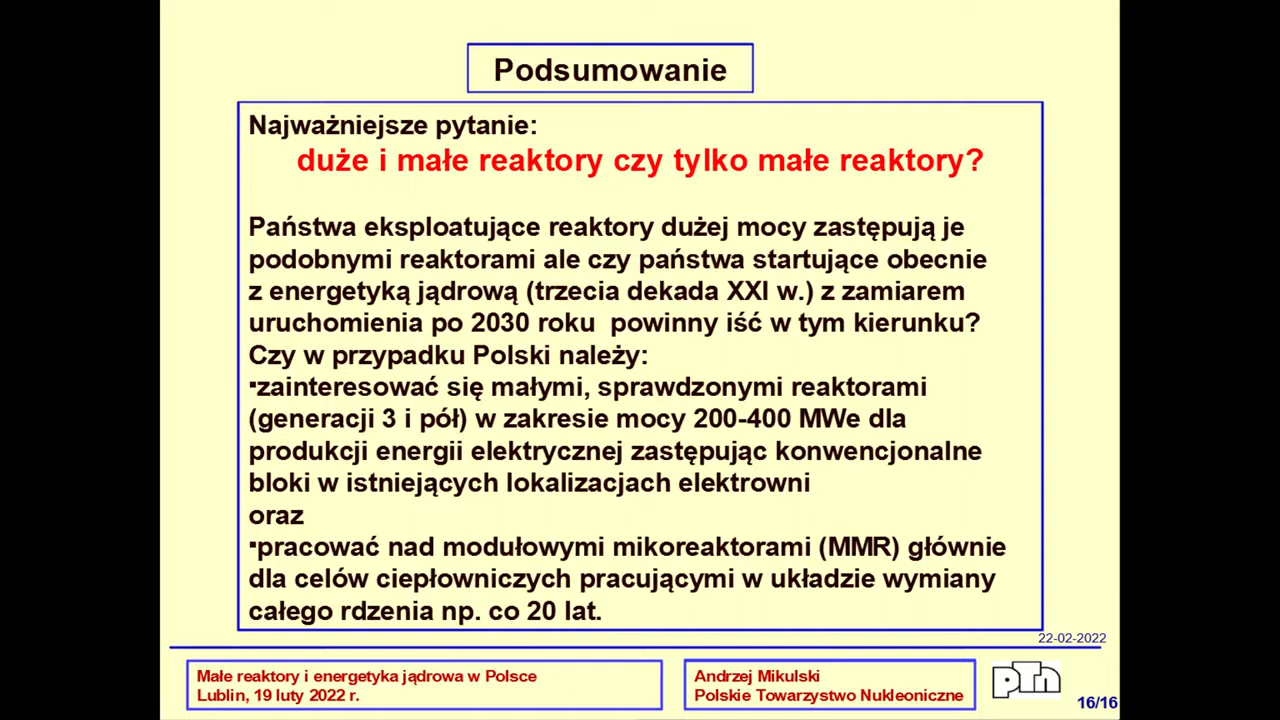 Podsumowanie
Najważniejsze pytanie:
duże i małe reaktory czy tylko małe reaktory?
Państwa eksploatujące reaktory dużej mocy zastępują je
podobnymi reaktorami ale czy państwa startujące obecnie
z energetyką jądrową (trzecia dekada XXI w.) z zamiarem
uruchomienia po 2030 roku powinny iść w tym kierunku?
Czy w przypadku Polski należy:
▪zainteresować się małymi, sprawdzonymi reaktorami
(generacji 3 i pół) w zakresie mocy 200-400 MWe dla
produkcji energii elektrycznej zastępując konwencjonalne
bloki w istniejących lokalizacjach elektrowni
oraz
▪pracować nad modułowymi mikoreaktorami (MMR) głównie
dla celów ciepłowniczych pracującymi w układzie wymiany
całego rdzenia np. co 20 lat.
22-02-2022
Małe reaktory i energetyka jądrowa w Polsce
Lublin, 19 luty 2022 r.
Andrzej Mikulski
Polskie Towarzystwo Nukleoniczne
PTN
16/16